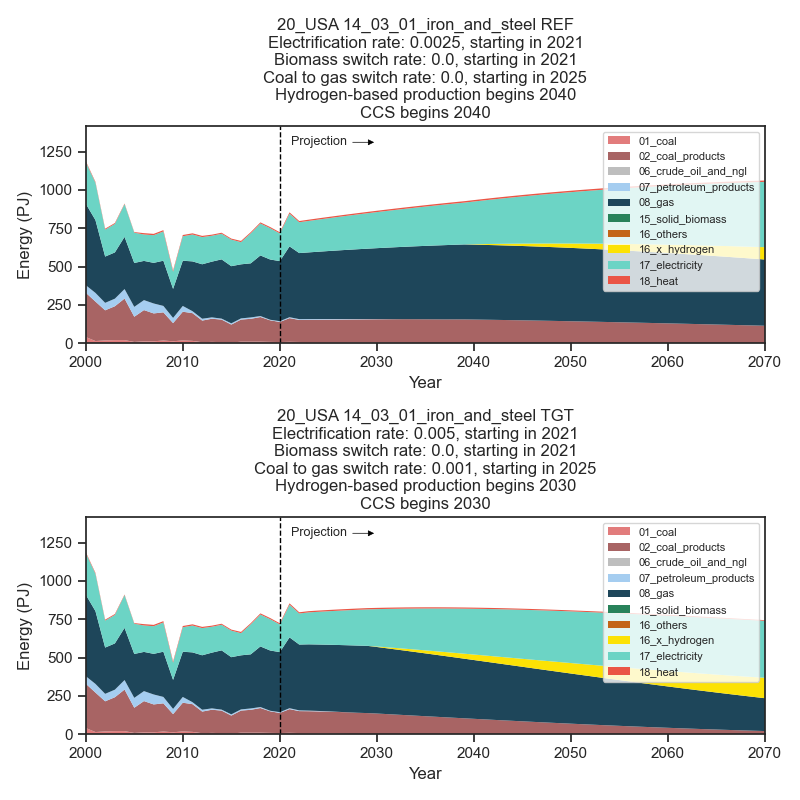 20_USA 14_03_01_iron_and_steel REF
Electrification rate: 0.0025, starting in 2021
Biomass switch rate: 0.0, starting in 2021
Coal to gas switch rate: 0.0, starting in 2025
Hydrogen-based production begins 2040
CCS begins 2040
Projection
01_coal
02_coal_products
06_crude_oil_and_ngl
07_petroleum_products
08_gas
15_solid_biomass
16_others
16_x_hydrogen
17_electricity
18_heat
Energy (PJ)
1250
1000
750
500
250
0
2000 2010 2020 2030 2040 2050 2060 2070
Year
20_USA 14_03_01_iron_and_steel TGT
Electrification rate: 0.005, starting in 2021
Biomass switch rate: 0.0, starting in 2021
Coal to gas switch rate: 0.001, starting in 2025
Hydrogen-based production begins 2030
CCS begins 2030
Projection
01_coal
02_coal_products
06_crude_oil_and_ngl
07_petroleum_products
08_gas
15_solid_biomass
16_others
16_x_hydrogen
17_electricity
18_heat
Energy (PJ)
1250
1000
750
500
250
0
2000 2010 2020 2030 2040 2050 2060 2070
Year